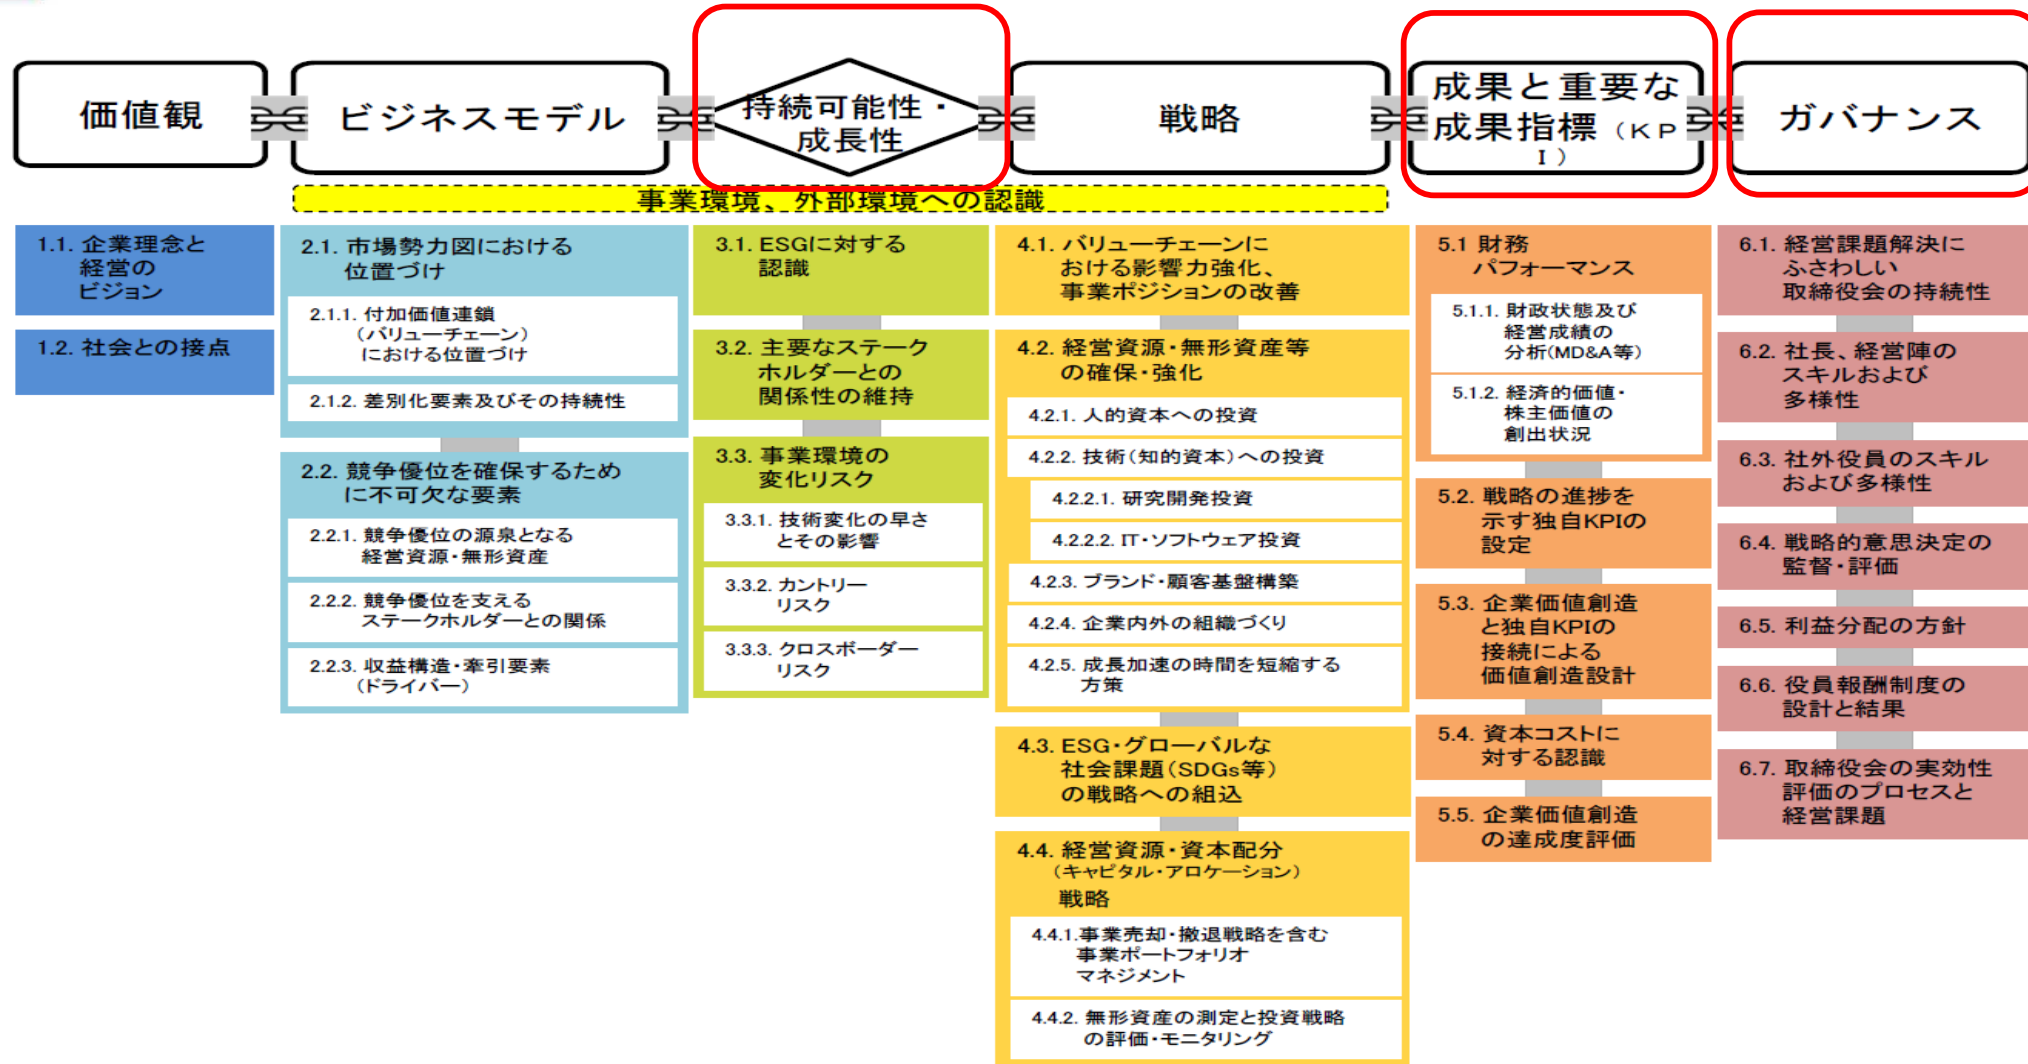 価値観
ビジネスモデル
持続可能性・
成長性
戦略
成果と重要な
成果指標（ＫＰ
Ｉ）
ガバナンス
事業環境、外部環境への認識
1.1. 企業理念と
経営の
ビジョン
1.2. 社会との接点
2.1. 市場勢力図における
位置づけ
2.1.1. 付加価値連鎖
（バリューチェーン）
における位置づけ
2.1.2. 差別化要素及びその持続性
2.2. 競争優位を確保するため
に不可欠な要素
2.2.1. 競争優位の源泉となる
経営資源・無形資産
2.2.2. 競争優位を支える
ステークホルダーとの関係
2.2.3. 収益構造・牽引要素
（ドライバー）
3.1. ESGに対する
認識
3.2. 主要なステーク
ホルダーとの
関係性の維持
3.3. 事業環境の
変化リスク
3.3.1. 技術変化の早さ
とその影響
3.3.2. カントリー
リスク
3.3.3. クロスボーダー
リスク
4.1. バリューチェーンに
おける影響力強化、
事業ポジションの改善
4.2. 経営資源・無形資産等
の確保・強化
4.2.1. 人的資本への投資
4.2.2. 技術（知的資本）への投資
4.2.2.1. 研究開発投資
4.2.2.2. IT・ソフトウェア投資
4.2.3. ブランド・顧客基盤構築
4.2.4. 企業内外の組織づくり
4.2.5. 成長加速の時間を短縮する
方策
4.3. ESG・グローバルな
社会課題（SDGs等）
の戦略への組込
4.4. 経営資源・資本配分
（キャピタル・アロケーション）
戦略
4.4.1.事業売却・撤退戦略を含む
事業ポートフォリオ
マネジメント
4.4.2. 無形資産の測定と投資戦略
の評価・モニタリング
5.1 財務
パフォーマンス
5.1.1. 財政状態及び
経営成績の
分析(MD&A等)
5.1.2. 経済的価値・
株主価値の
創出状況
5.2. 戦略の進捗を
示す独自KPIの
設定
5.3. 企業価値創造
と独自KPIの
接続による
価値創造設計
5.4. 資本コストに
対する認識
5.5. 企業価値創造
の達成度評価
6.1. 経営課題解決に
ふさわしい
取締役会の持続性
6.2. 社長、経営陣の
スキルおよび
多様性
6.3. 社外役員のスキル
および多様性
6.4. 戦略的意思決定の
監督・評価
6.5. 利益分配の方針
6.6. 役員報酬制度の
設計と結果
6.7. 取締役会の実効性
評価のプロセスと
経営課題